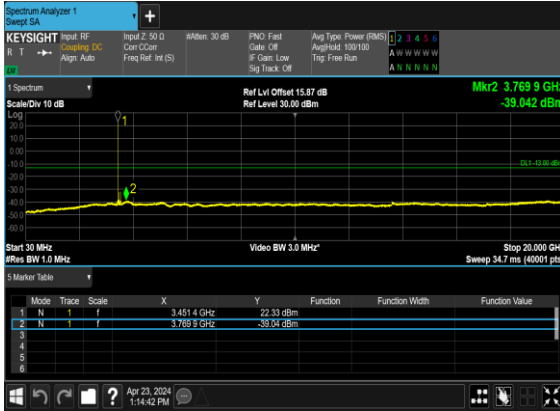 Spectrum Analyzer 1
Swept SA
+
KEYSIGHT Input: RF Input Z: 50 Ω #Atten: 30 dB PNO: Fast Avg Type: Power (RMS) 1 2 3 4 5 6
R T Coupling: DC Corr CCorr Gate: Off Avg|Hold: 100/100 A W W W W W
Align: Auto Freq Ref: Int (S) IF Gain: Low Trig: Free Run
Sig Track: Off A N N N N N
1 Spectrum
Ref Lvl Offset 15.87 dB Mkr2 3.769 9 GHz
Scale/Div 10 dB Ref Level 30.00 dBm -39.042 dBm
Log
20.0
10.0
0.00
-10.0
-20.0
-30.0
-40.0
-50.0
-60.0
1
2
DL1 -13.00 dBm
Start 30 MHz Video BW 3.0 MHz* Stop 20.000 GHz
#Res BW 1.0 MHz Sweep 34.7 ms (40001 pts)
5 Marker Table
Mode Trace Scale X Y Function Function Width Function Value
1 N 1 f 3.451 4 GHz 22.33 dBm
2 N 1 f 3.769 9 GHz -39.04 dBm
3
4
5
6
? Apr 23, 2024
1:14:42 PM